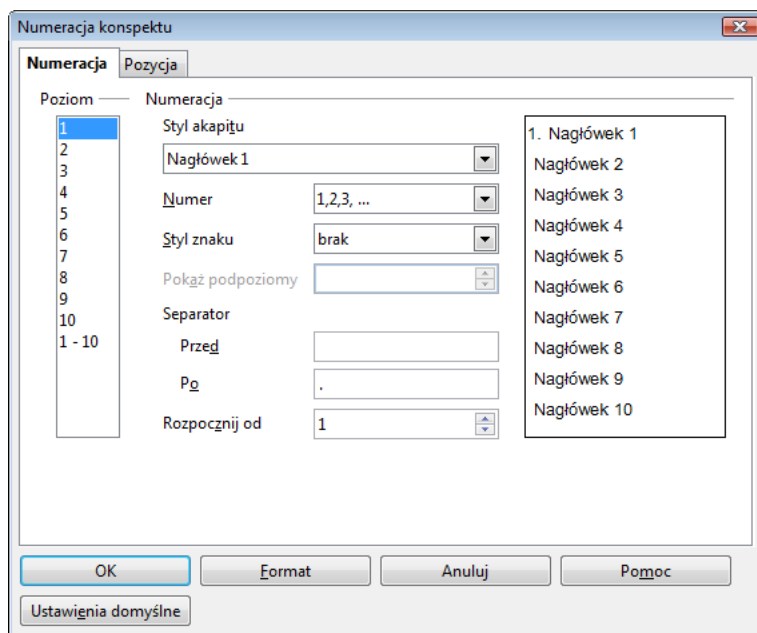 Numeracja konspektu
Numeracja Pozycja
Poziom
1
2
3
4
5
6
7
8
9
10
1 - 10
Numeracja
Styl akapitu
Nagłówek 1
Numer 1,2,3, ...
Styl znaku brak
Pokaż podpoziomy
Separator
Przed
Po .
Rozpocznij od 1
1. Nagłówek 1
Nagłówek 2
Nagłówek 3
Nagłówek 4
Nagłówek 5
Nagłówek 6
Nagłówek 7
Nagłówek 8
Nagłówek 9
Nagłówek 10
OK Format Anuluj Pomoc
Ustawienia domyślne